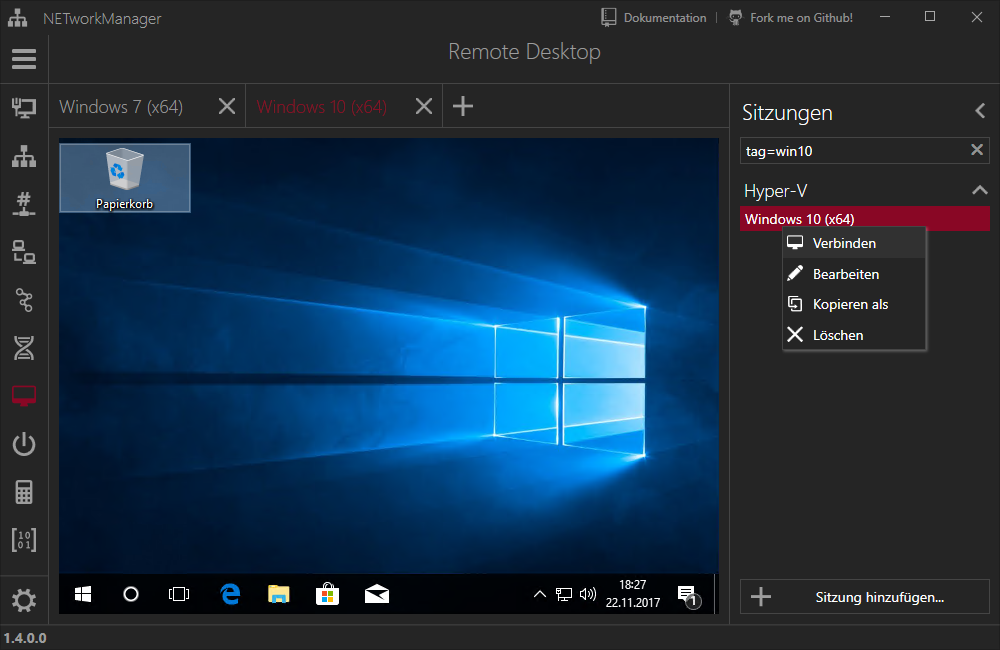 NETworkManager
Dokumentation
Fork me on Github!
Remote Desktop
Windows 7 (x64)
Windows 10 (x64)
Sitzungen
tag=win10
Hyper-V
Windows 10 (x64)
Verbinden
Bearbeiten
Kopieren als
Löschen
Papierkorb
18:27
22.11.2017
1
Sitzung hinzufügen...
1.4.0.0
#
10
01